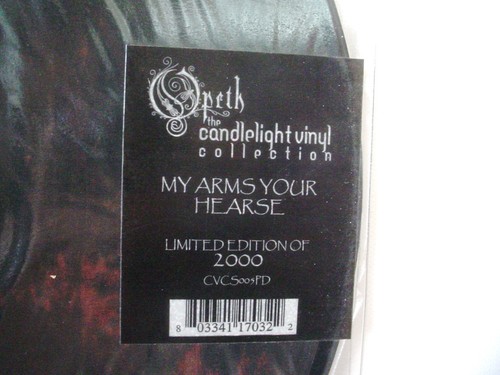 Opeth
the
candlelight vinyl
collection
MY ARMS YOUR
HEARSE
LIMITED EDITION OF
2000
CVCS005PD
8 03341 17032 2